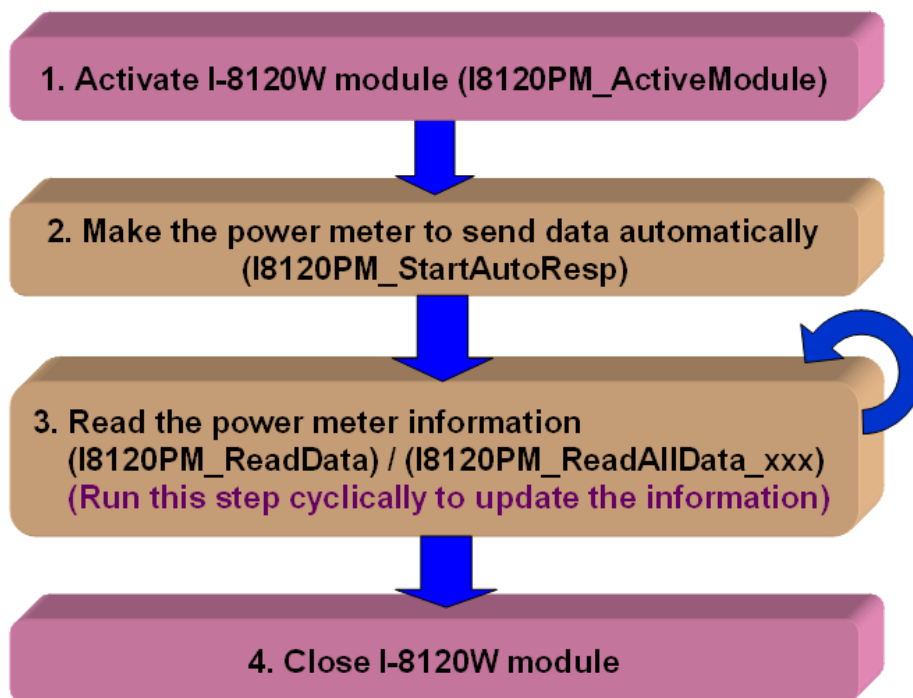 1. Activate I-8120W module (I8120PM_ActiveModule)
2. Make the power meter to send data automatically
(I8120PM_StartAutoResp)
3. Read the power meter information
(I8120PM_ReadData) / (I8120PM_ReadAllData_xxx)
(Run this step cyclically to update the information)
4. Close I-8120W module